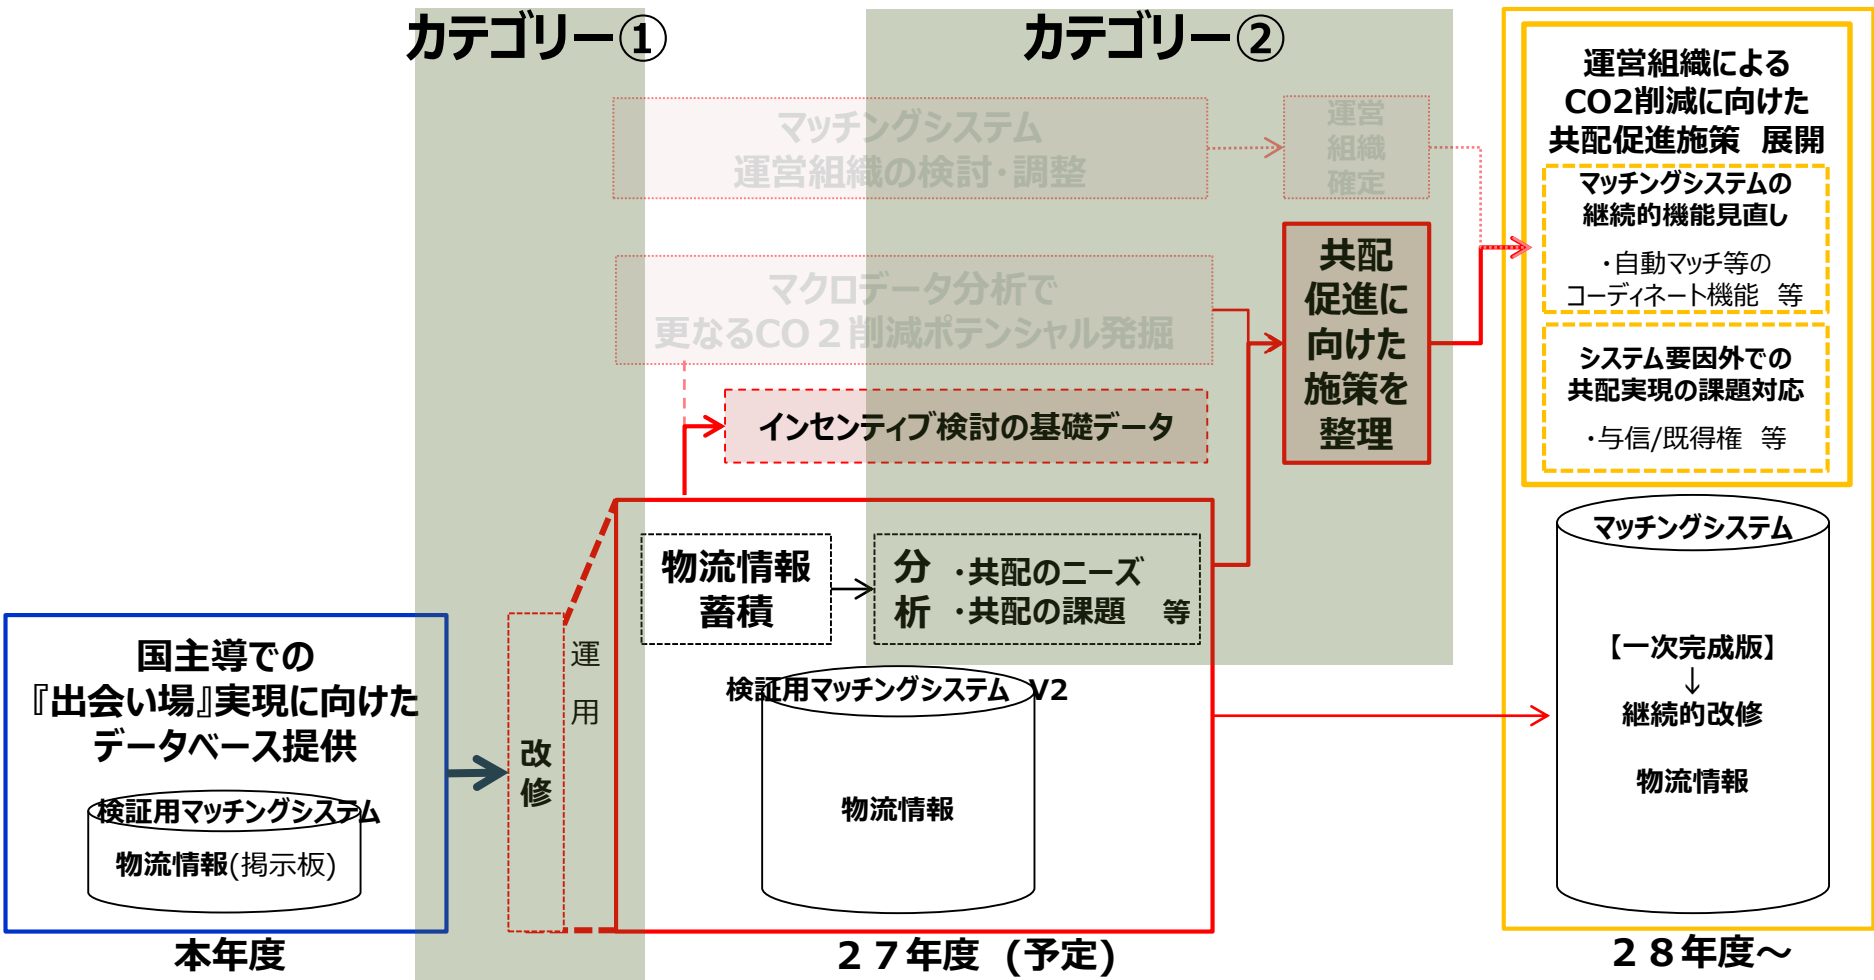 カテゴリー①
カテゴリー②
マッチングシステム
運営組織の検討・調整
運営
組織
確定
マクロデータ分析で
更なるCO2削減ポテンシャル発掘
共配
促進に
向けた
施策を
整理
インセンティブ検討の基礎データ
物流情報
蓄積
分 ・共配のニーズ
析 ・共配の課題 等
国主導での
『出会い場』実現に向けた
データベース提供
検証用マッチングシステム
物流情報(掲示板)
本年度
改
修
運
用
検証用マッチングシステム V2
物流情報
27年度 (予定)
運営組織による
CO2削減に向けた
共配促進施策 展開
マッチングシステムの
継続的機能見直し
・自動マッチ等の
コーディネート機能 等
システム要因外での
共配実現の課題対応
・与信/既得権 等
マッチングシステム
【一次完成版】
↓
継続的改修
物流情報
28年度～